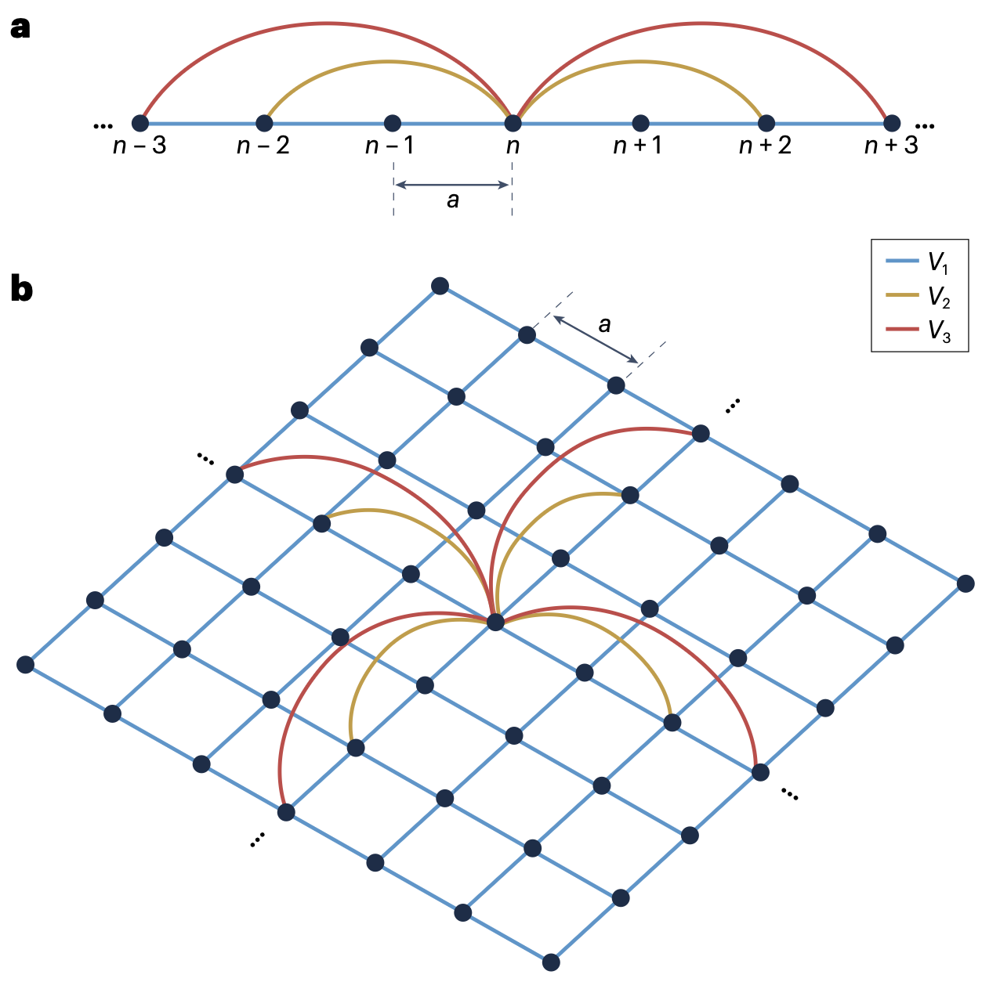 a
... ...
n – 3 n – 2 n – 1 n n + 1 n + 2 n + 3
a
V1
V2
V3
b
a
...
...
...
...